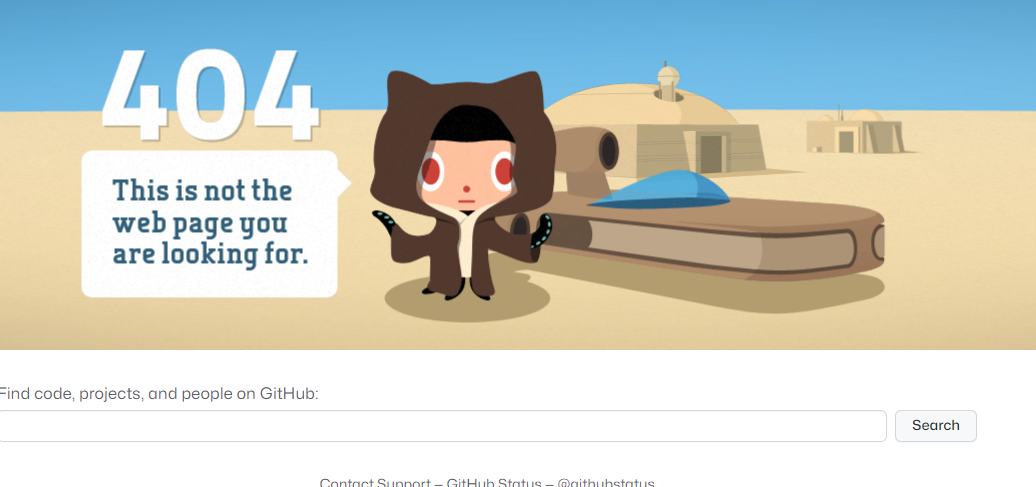 404
This is not the
web page you
are looking for.
Find code, projects, and people on GitHub:
Search
Contact Support — GitHub Status — @githubstatus